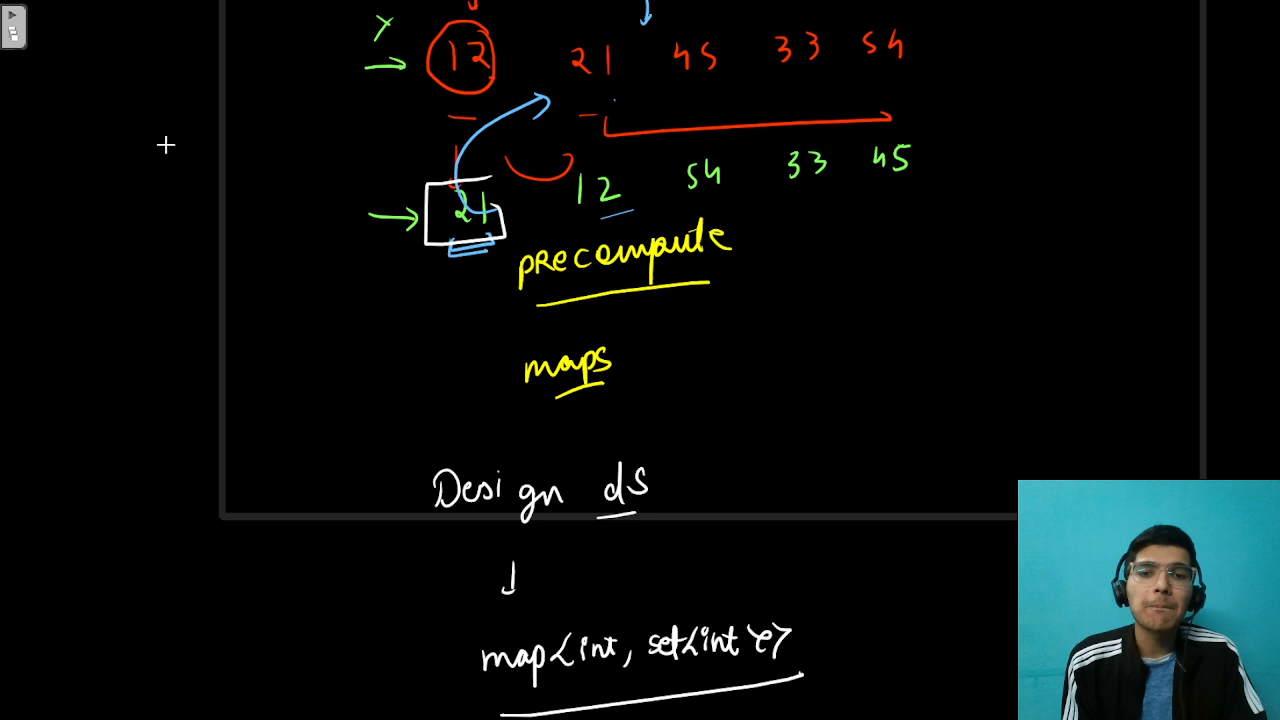 12 21 45 33 54
21 12 54 33 45
precompute
maps
Design ds
map<int, set<int>>